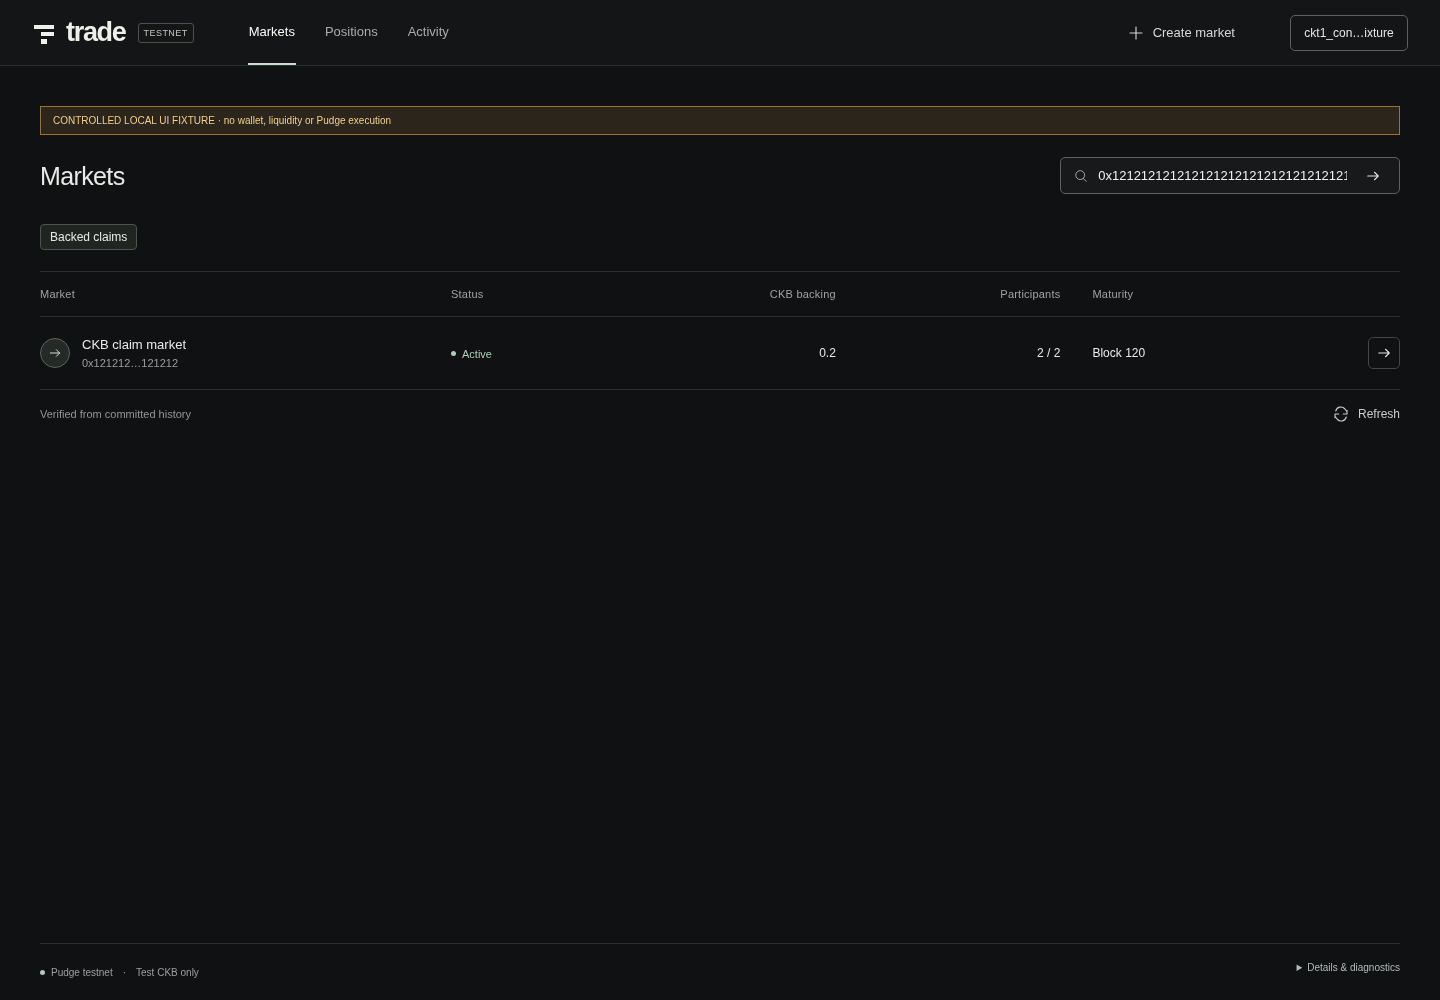 trade TESTNET Markets Positions Activity Create market ckt1_con…ixture
CONTROLLED LOCAL UI FIXTURE · no wallet, liquidity or Pudge execution
Markets
0x12121212121212121212121212121212121
Backed claims
Market Status CKB backing Participants Maturity
CKB claim market
0x121212…121212
Active 0.2 2 / 2 Block 120
Verified from committed history Refresh
Pudge testnet · Test CKB only Details & diagnostics